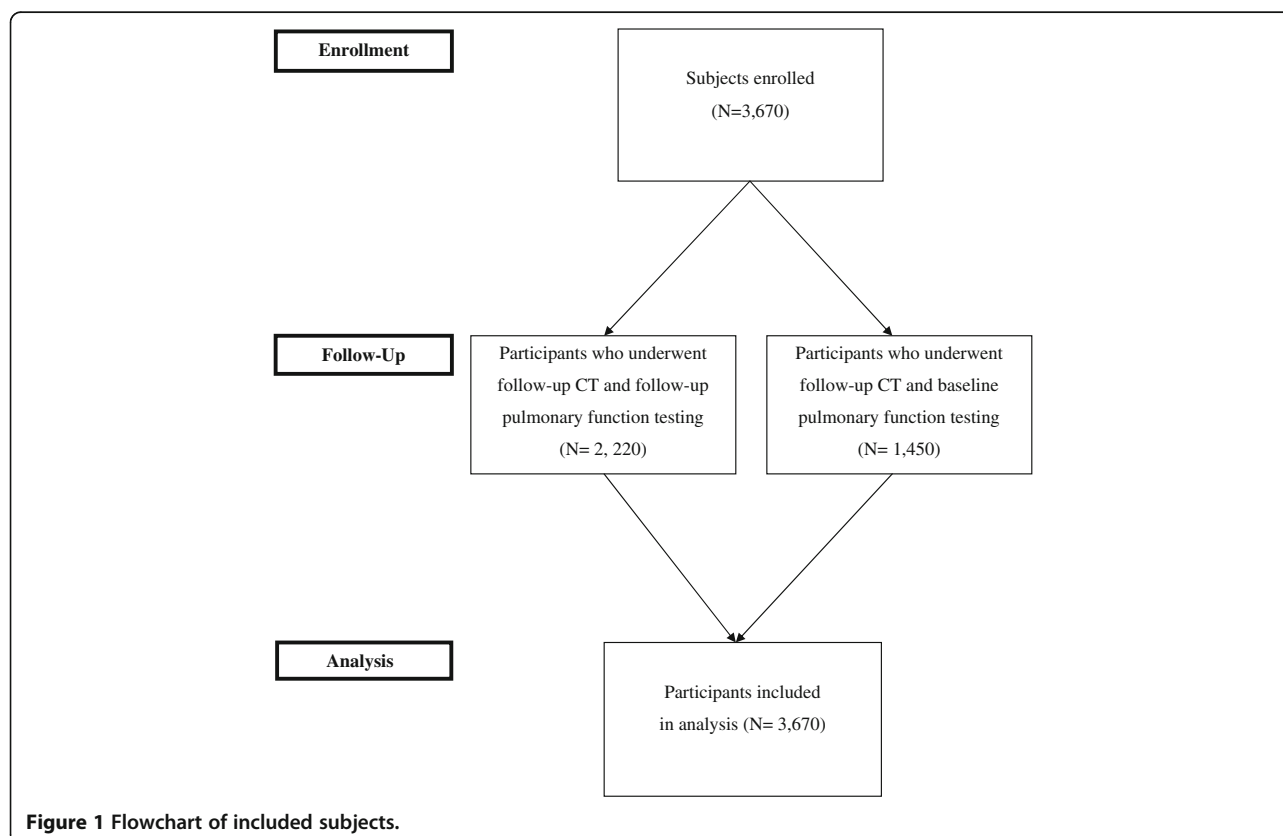 Enrollment
Subjects enrolled
(N=3,670)
Follow-Up
Participants who underwent
follow-up CT and follow-up
pulmonary function testing
(N= 2, 220)
Participants who underwent
follow-up CT and baseline
pulmonary function testing
(N= 1,450)
Analysis
Participants included
in analysis (N= 3,670)
Figure 1 Flowchart of included subjects.